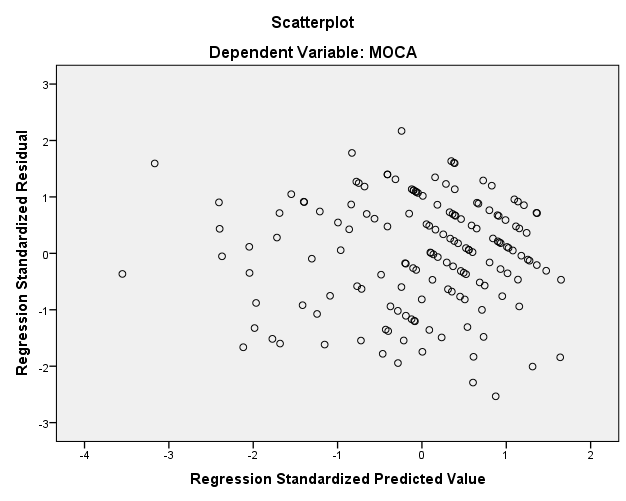 Scatterplot
Dependent Variable: MOCA
Regression Standardized Residual
3
2
1
0
-1
-2
-3
-4 -3 -2 -1 0 1 2
Regression Standardized Predicted Value